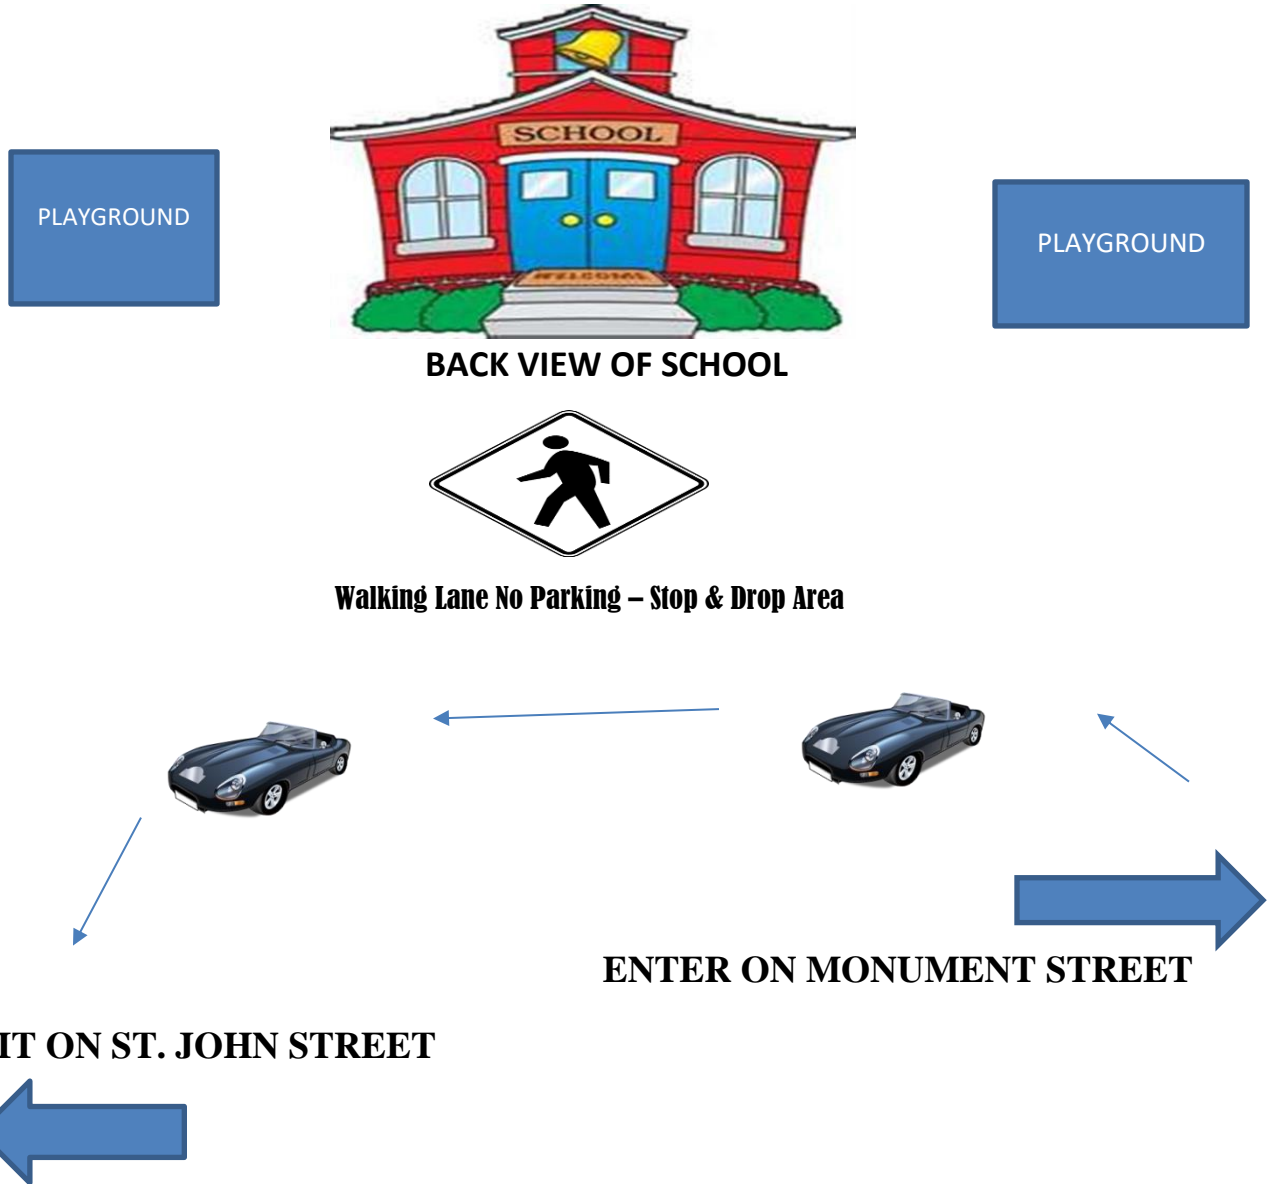 SCHOOL
WELCOME
PLAYGROUND
PLAYGROUND
BACK VIEW OF SCHOOL
Walking Lane No Parking – Stop & Drop Area
ENTER ON MONUMENT STREET
IT ON ST. JOHN STREET